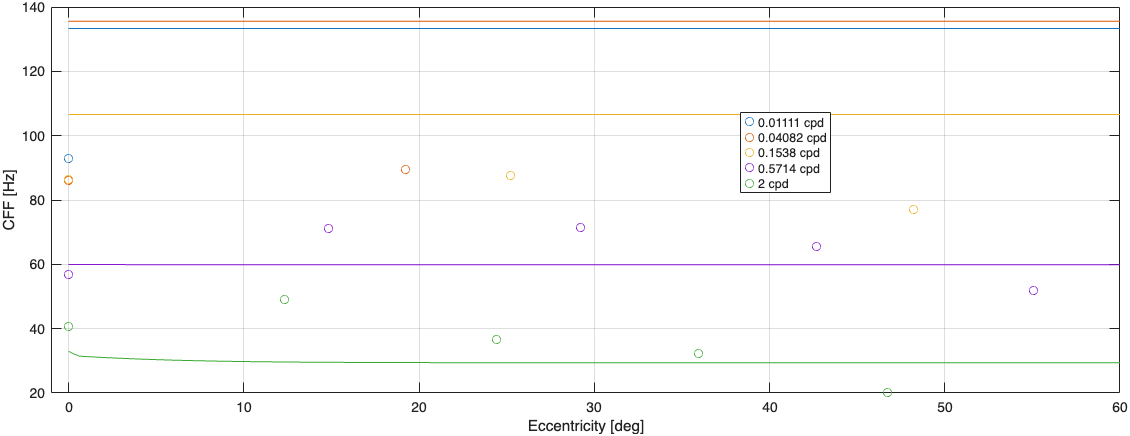 140
120
100
80
60
40
20
CFF [Hz]
0.01111 cpd
0.04082 cpd
0.1538 cpd
0.5714 cpd
2 cpd
0 10 20 30 40 50 60
Eccentricity [deg]